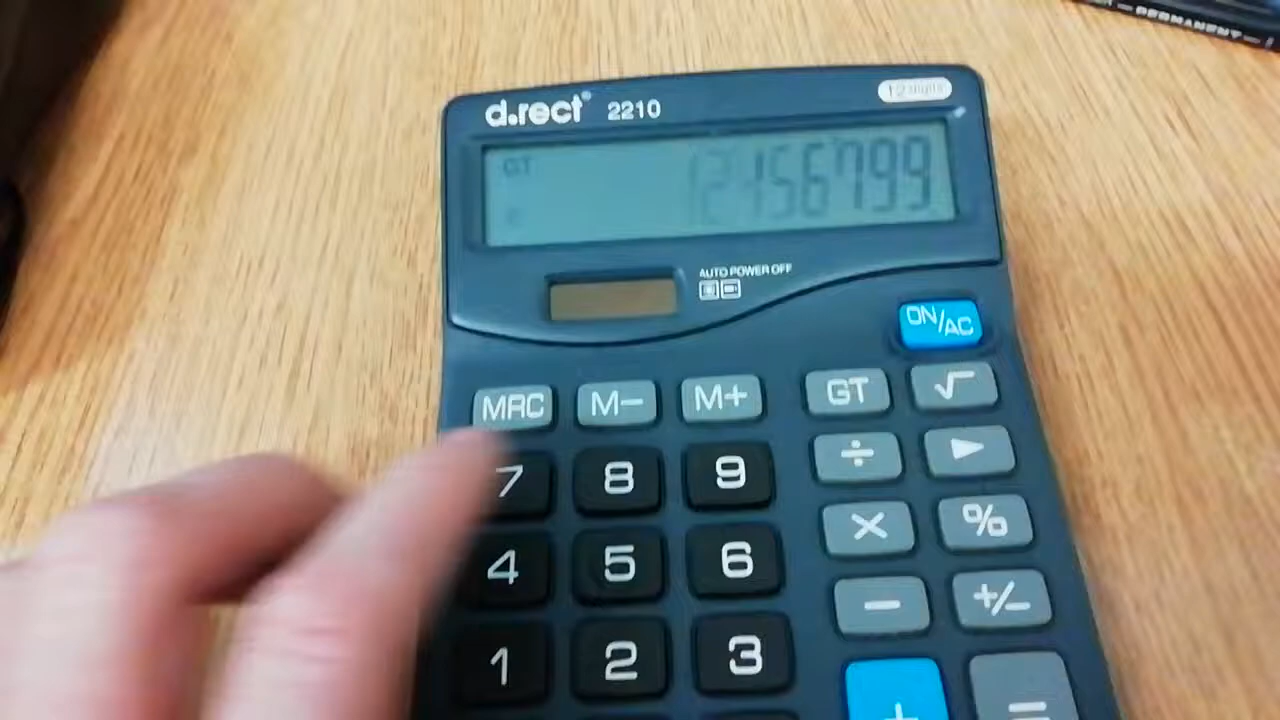 PERMANENT
d.rect® 2210
12 digits
GT
AUTO POWER OFF
ON/AC
MRC M− M+ GT √
7 8 9 ÷ ▶
4 5 6 × %
1 2 3 − +/−
+ =